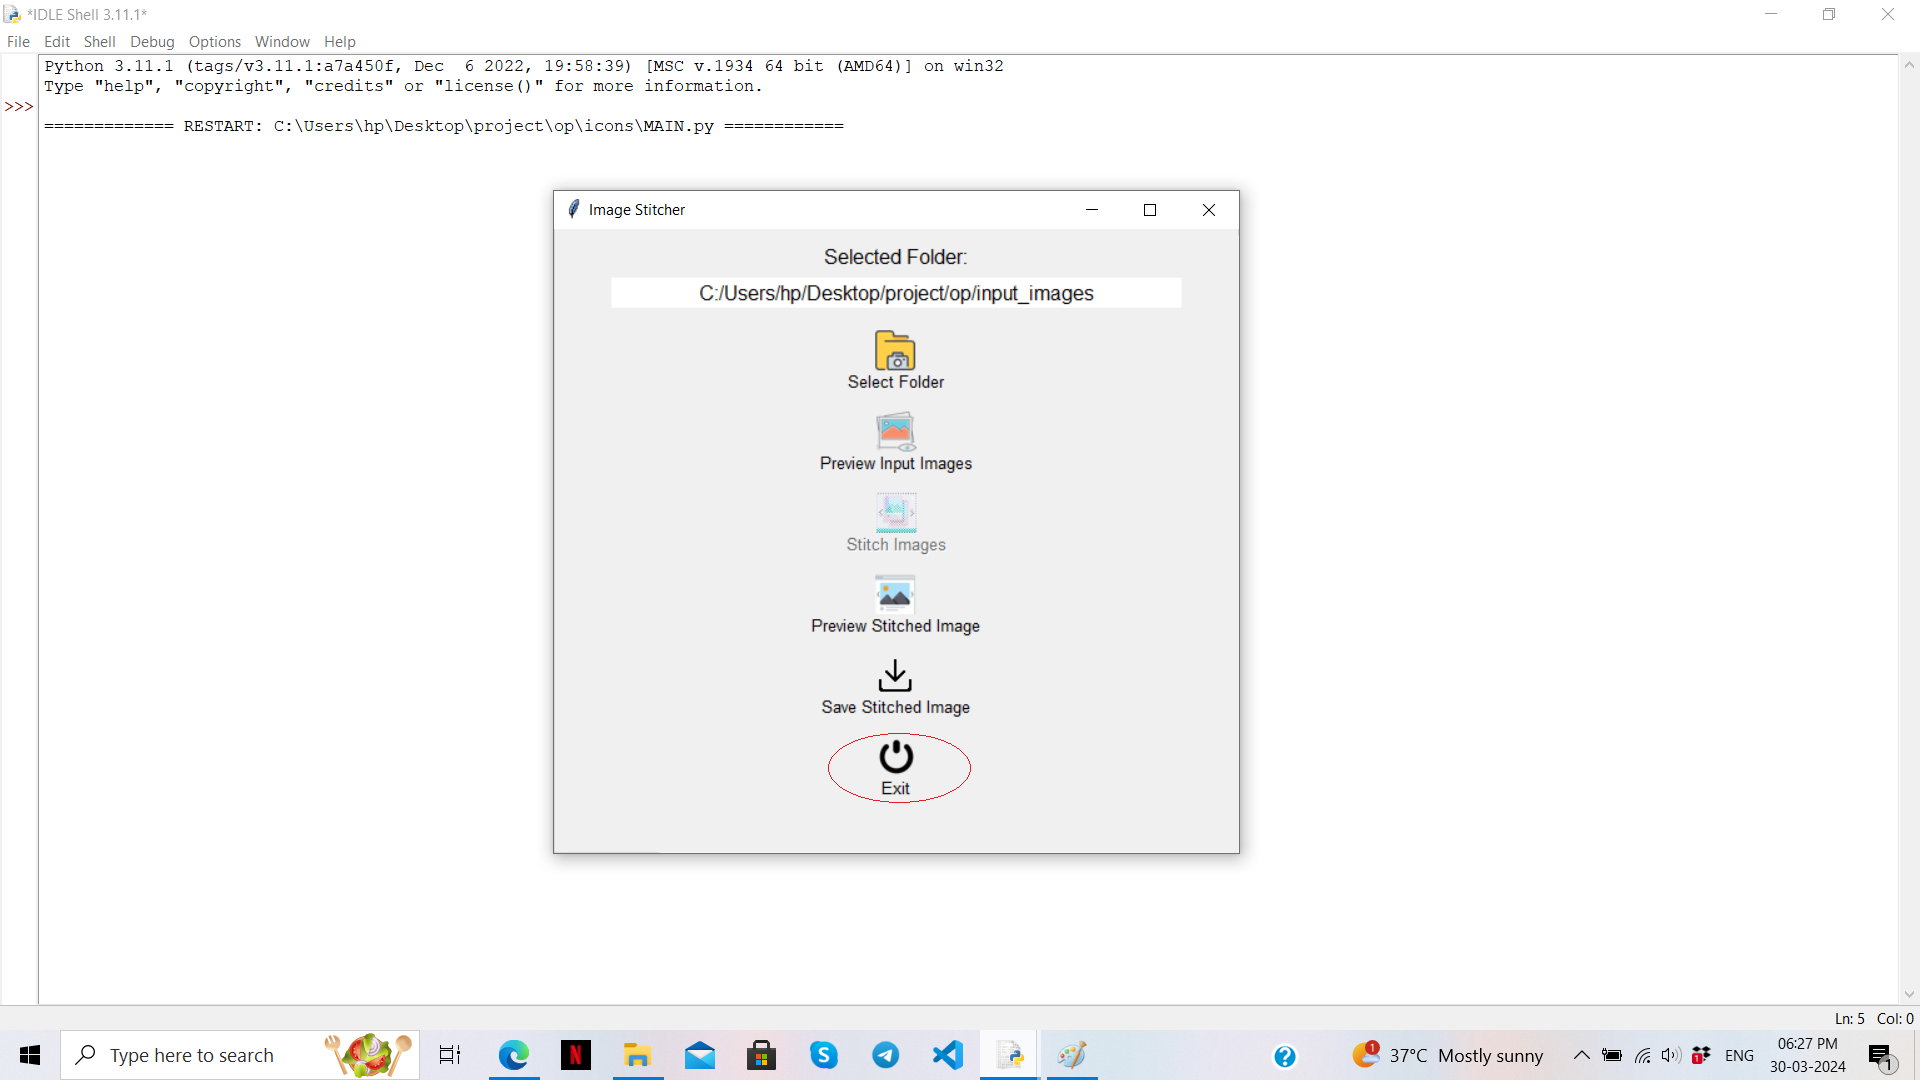 *IDLE Shell 3.11.1*
File Edit Shell Debug Options Window Help
Python 3.11.1 (tags/v3.11.1:a7a450f, Dec  6 2022, 19:58:39) [MSC v.1934 64 bit (AMD64)] on win32
Type "help", "copyright", "credits" or "license()" for more information.
>>>
============= RESTART: C:\Users\hp\Desktop\project\op\icons\MAIN.py ============
Image Stitcher
Selected Folder:
C:/Users/hp/Desktop/project/op/input_images
Select Folder
Preview Input Images
Stitch Images
Preview Stitched Image
Save Stitched Image
Exit
Ln: 5 Col: 0
Type here to search
N
S
?
1
37°C Mostly sunny
1
ENG
06:27 PM
30-03-2024
1